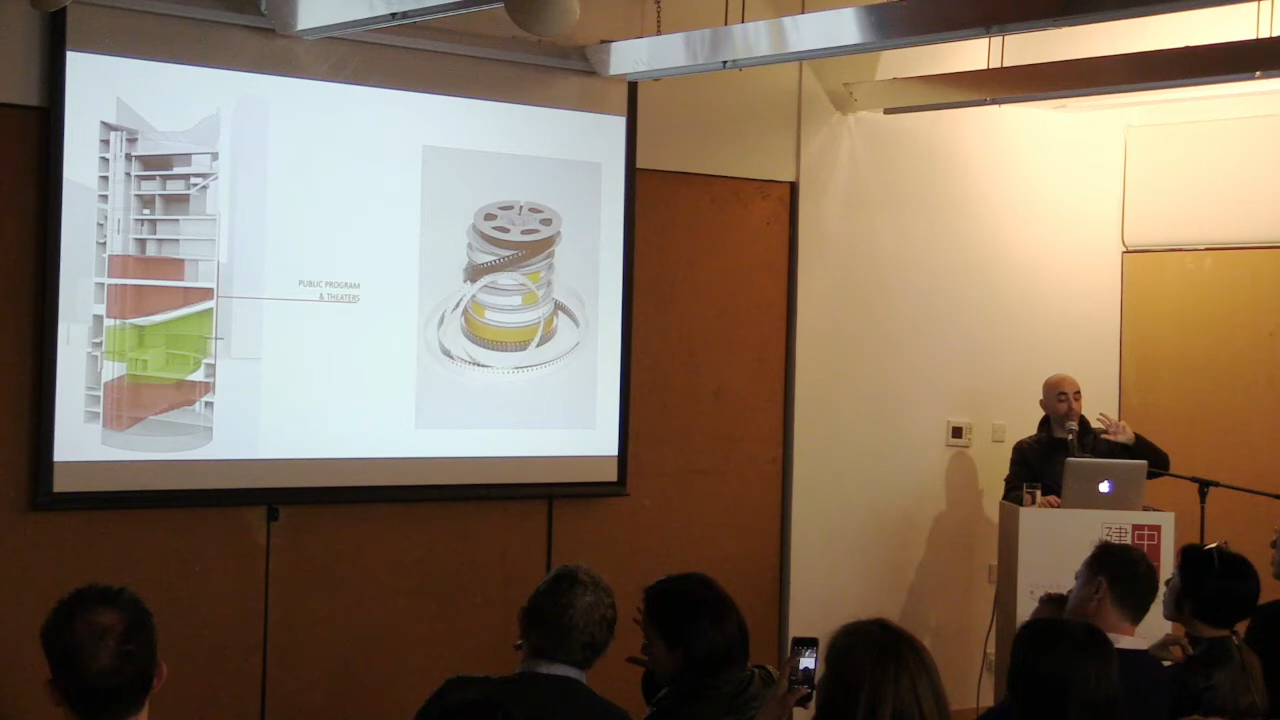 PUBLIC PROGRAM
& THEATERS
建中